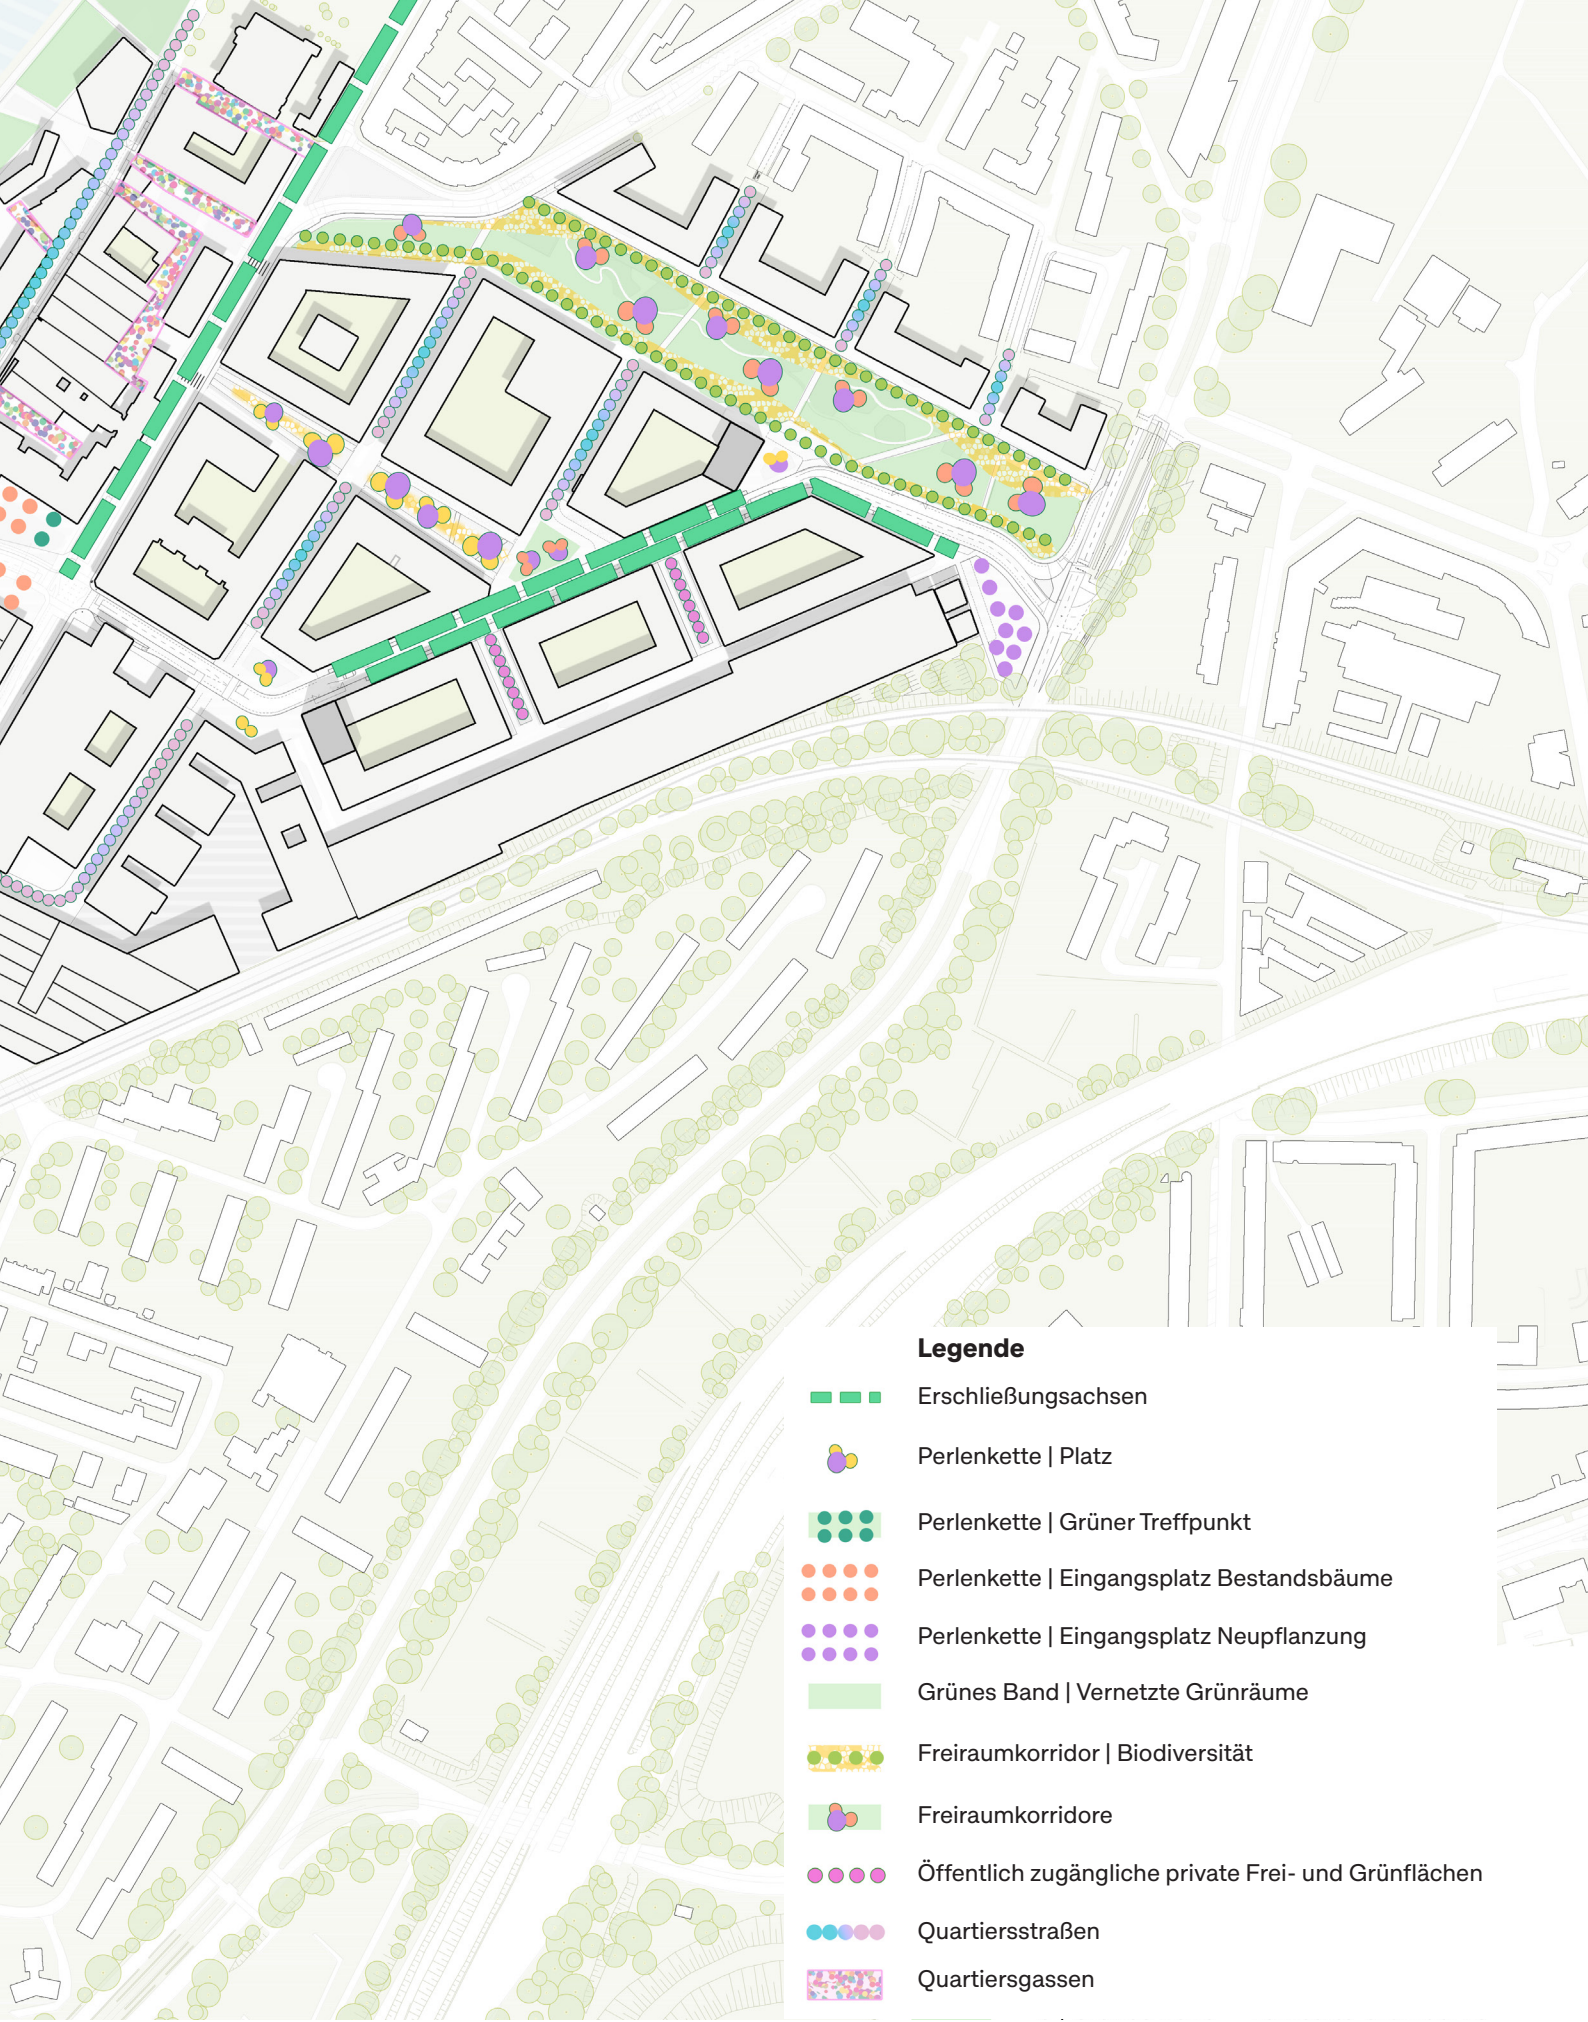 Legende
Erschließungsachsen
Perlenkette | Platz
Perlenkette | Grüner Treffpunkt
Perlenkette | Eingangsplatz Bestandsbäume
Perlenkette | Eingangsplatz Neupflanzung
Grünes Band | Vernetzte Grünräume
Freiraumkorridor | Biodiversität
Freiraumkorridore
Öffentlich zugängliche private Frei- und Grünflächen
Quartiersstraßen
Quartiersgassen